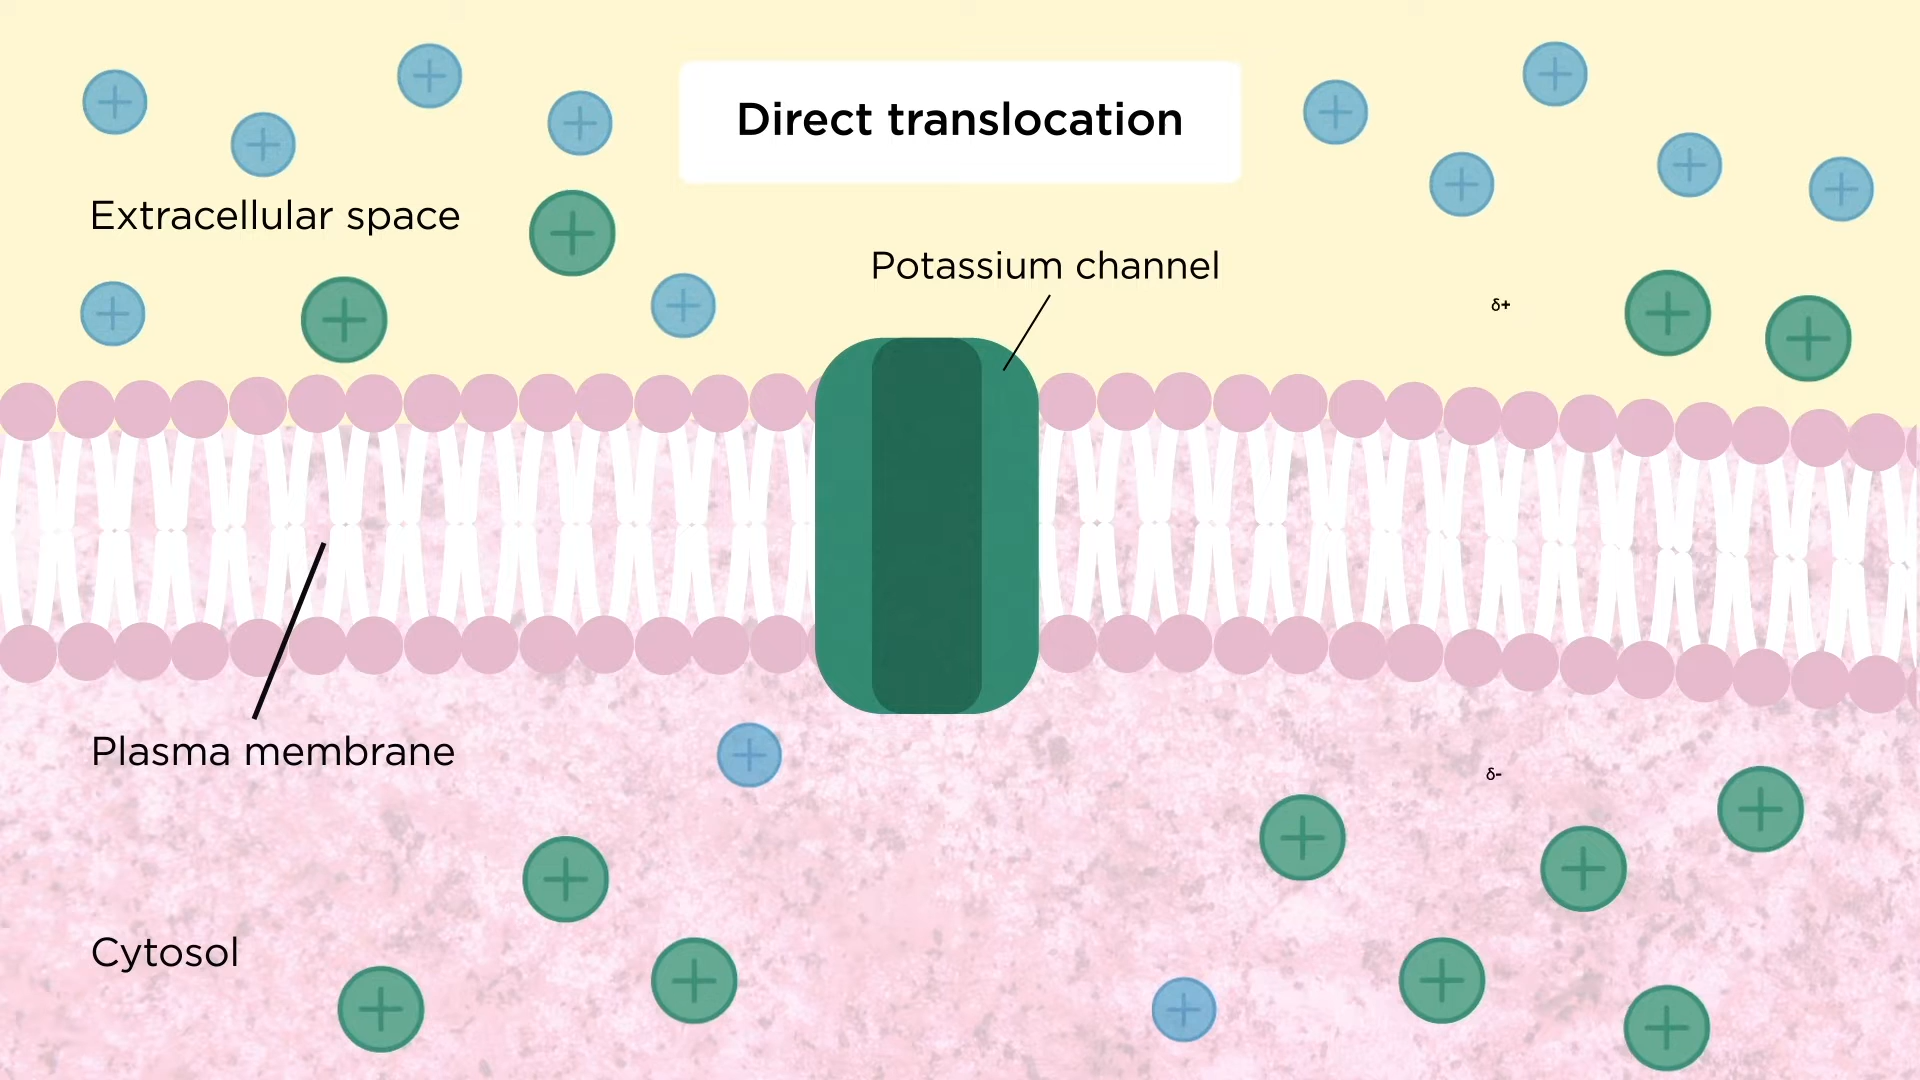 Direct translocation
Extracellular space
Potassium channel
δ+
Plasma membrane
δ-
Cytosol